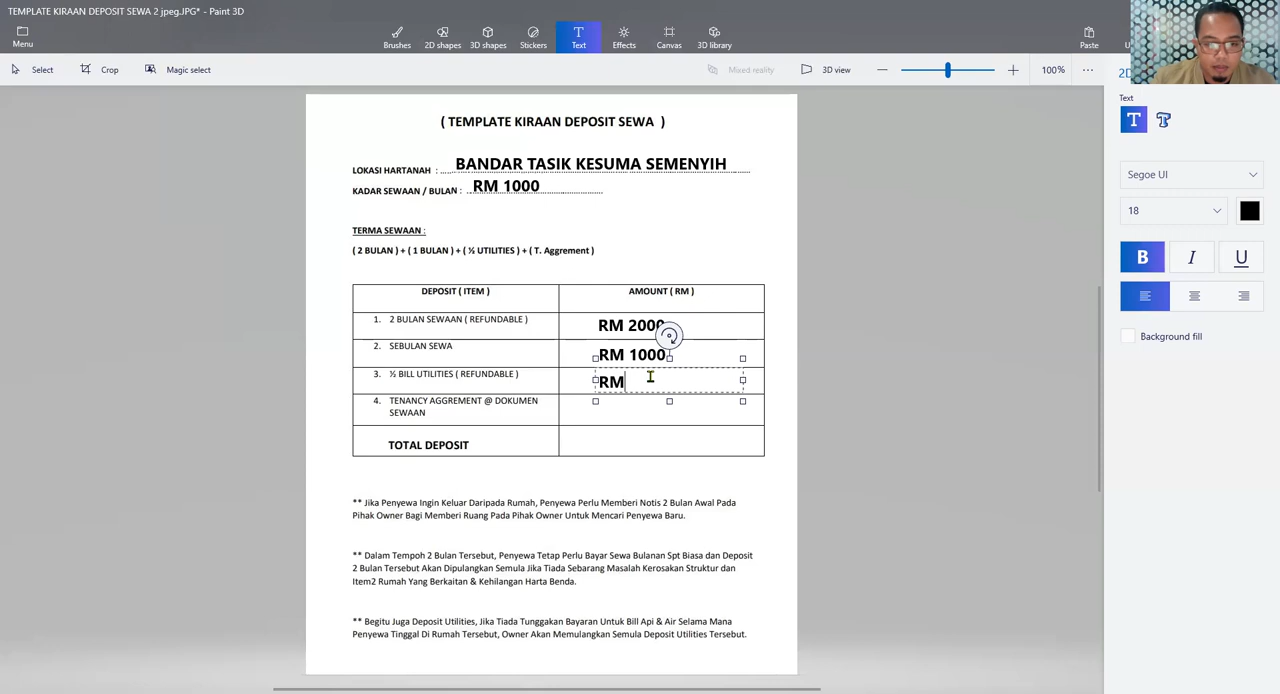 TEMPLATE KIRAAN DEPOSIT SEWA 2 jpeg.JPG* - Paint 3D
Menu
Brushes
2D shapes
3D shapes
Stickers
Text
Effects
Canvas
3D library
Paste
Select
Crop
Magic select
Mixed reality
3D view
100%
Text
Segoe UI
18
B I U
Background fill
( TEMPLATE KIRAAN DEPOSIT SEWA )
LOKASI HARTANAH : BANDAR TASIK KESUMA SEMENYIH
KADAR SEWAAN / BULAN : RM 1000
TERMA SEWAAN :
( 2 BULAN ) + ( 1 BULAN ) + ( ½ UTILITIES ) + ( T. Aggrement )
DEPOSIT ( ITEM ) AMOUNT ( RM )
1. 2 BULAN SEWAAN ( REFUNDABLE ) RM 2000
2. SEBULAN SEWA RM 1000
3. ½ BILL UTILITIES ( REFUNDABLE ) RM
4. TENANCY AGGREMENT @ DOKUMEN
SEWAAN
TOTAL DEPOSIT
** Jika Penyewa Ingin Keluar Daripada Rumah, Penyewa Perlu Memberi Notis 2 Bulan Awal Pada
Pihak Owner Bagi Memberi Ruang Pada Pihak Owner Untuk Mencari Penyewa Baru.
** Dalam Tempoh 2 Bulan Tersebut, Penyewa Tetap Perlu Bayar Sewa Bulanan Spt Biasa dan Deposit
2 Bulan Tersebut Akan Dipulangkan Semula Jika Tiada Sebarang Masalah Kerosakan Struktur dan
Item2 Rumah Yang Berkaitan & Kehilangan Harta Benda.
** Begitu Juga Deposit Utilities, Jika Tiada Tunggakan Bayaran Untuk Bill Api & Air Selama Mana
Penyewa Tinggal Di Rumah Tersebut, Owner Akan Memulangkan Semula Deposit Utilities Tersebut.